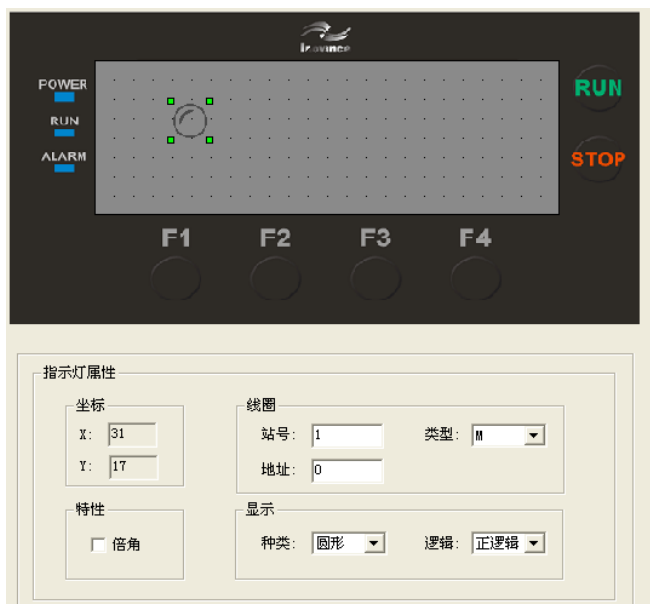 inovance
POWER
RUN
RUN
ALARM
STOP
F1 F2 F3 F4
指示灯属性
坐标
X: 31
Y: 17
线圈
站号: 1 类型: M
地址: 0
特性
倍角
显示
种类: 圆形 逻辑: 正逻辑